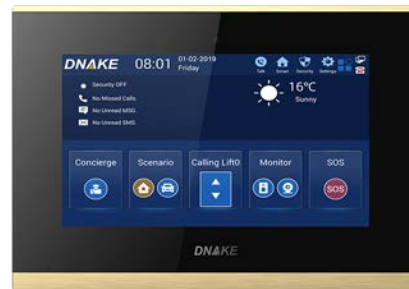 DNAKE 08:01 01-02-2019
Friday
Talk Smart Security Settings
Security OFF
No Missed Calls.
No Unread MSG.
No Unread SMS.
16°C
Sunny
Concierge Scenario Calling Lift0 Monitor SOS
SOS
DNAKE